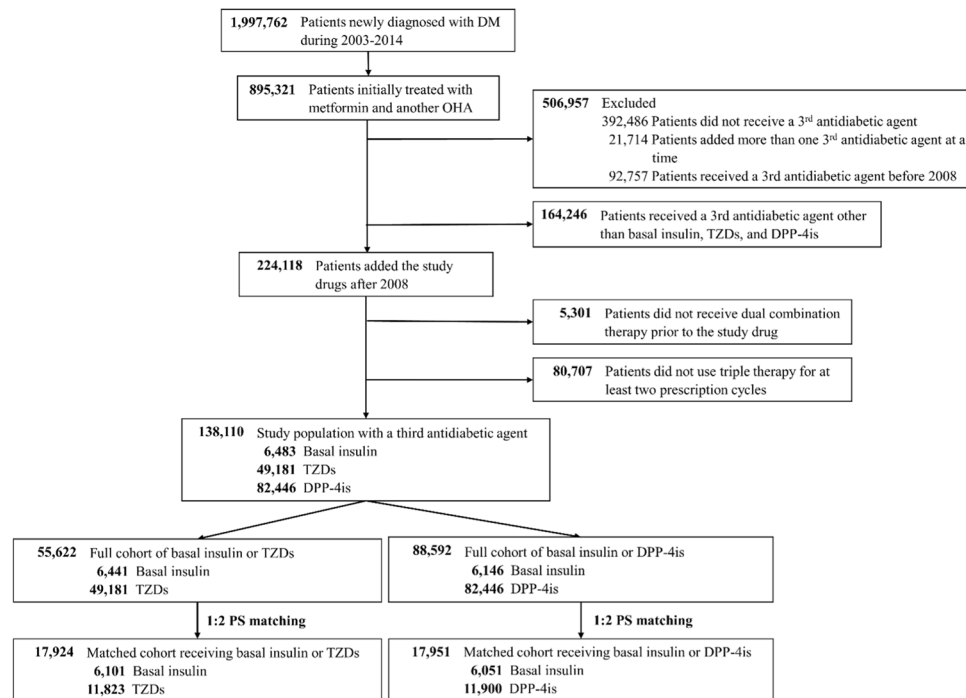 1,997,762 Patients newly diagnosed with DM
during 2003-2014
895,321 Patients initially treated with
metformin and another OHA
506,957 Excluded
392,486 Patients did not receive a 3rd antidiabetic agent
21,714 Patients added more than one 3rd antidiabetic agent at a
time
92,757 Patients received a 3rd antidiabetic agent before 2008
164,246 Patients received a 3rd antidiabetic agent other
than basal insulin, TZDs, and DPP-4is
224,118 Patients added the study
drugs after 2008
5,301 Patients did not receive dual combination
therapy prior to the study drug
80,707 Patients did not use triple therapy for at
least two prescription cycles
138,110 Study population with a third antidiabetic agent
6,483 Basal insulin
49,181 TZDs
82,446 DPP-4is
55,622 Full cohort of basal insulin or TZDs
6,441 Basal insulin
49,181 TZDs
88,592 Full cohort of basal insulin or DPP-4is
6,146 Basal insulin
82,446 DPP-4is
1:2 PS matching
1:2 PS matching
17,924 Matched cohort receiving basal insulin or TZDs
6,101 Basal insulin
11,823 TZDs
17,951 Matched cohort receiving basal insulin or DPP-4is
6,051 Basal insulin
11,900 DPP-4is